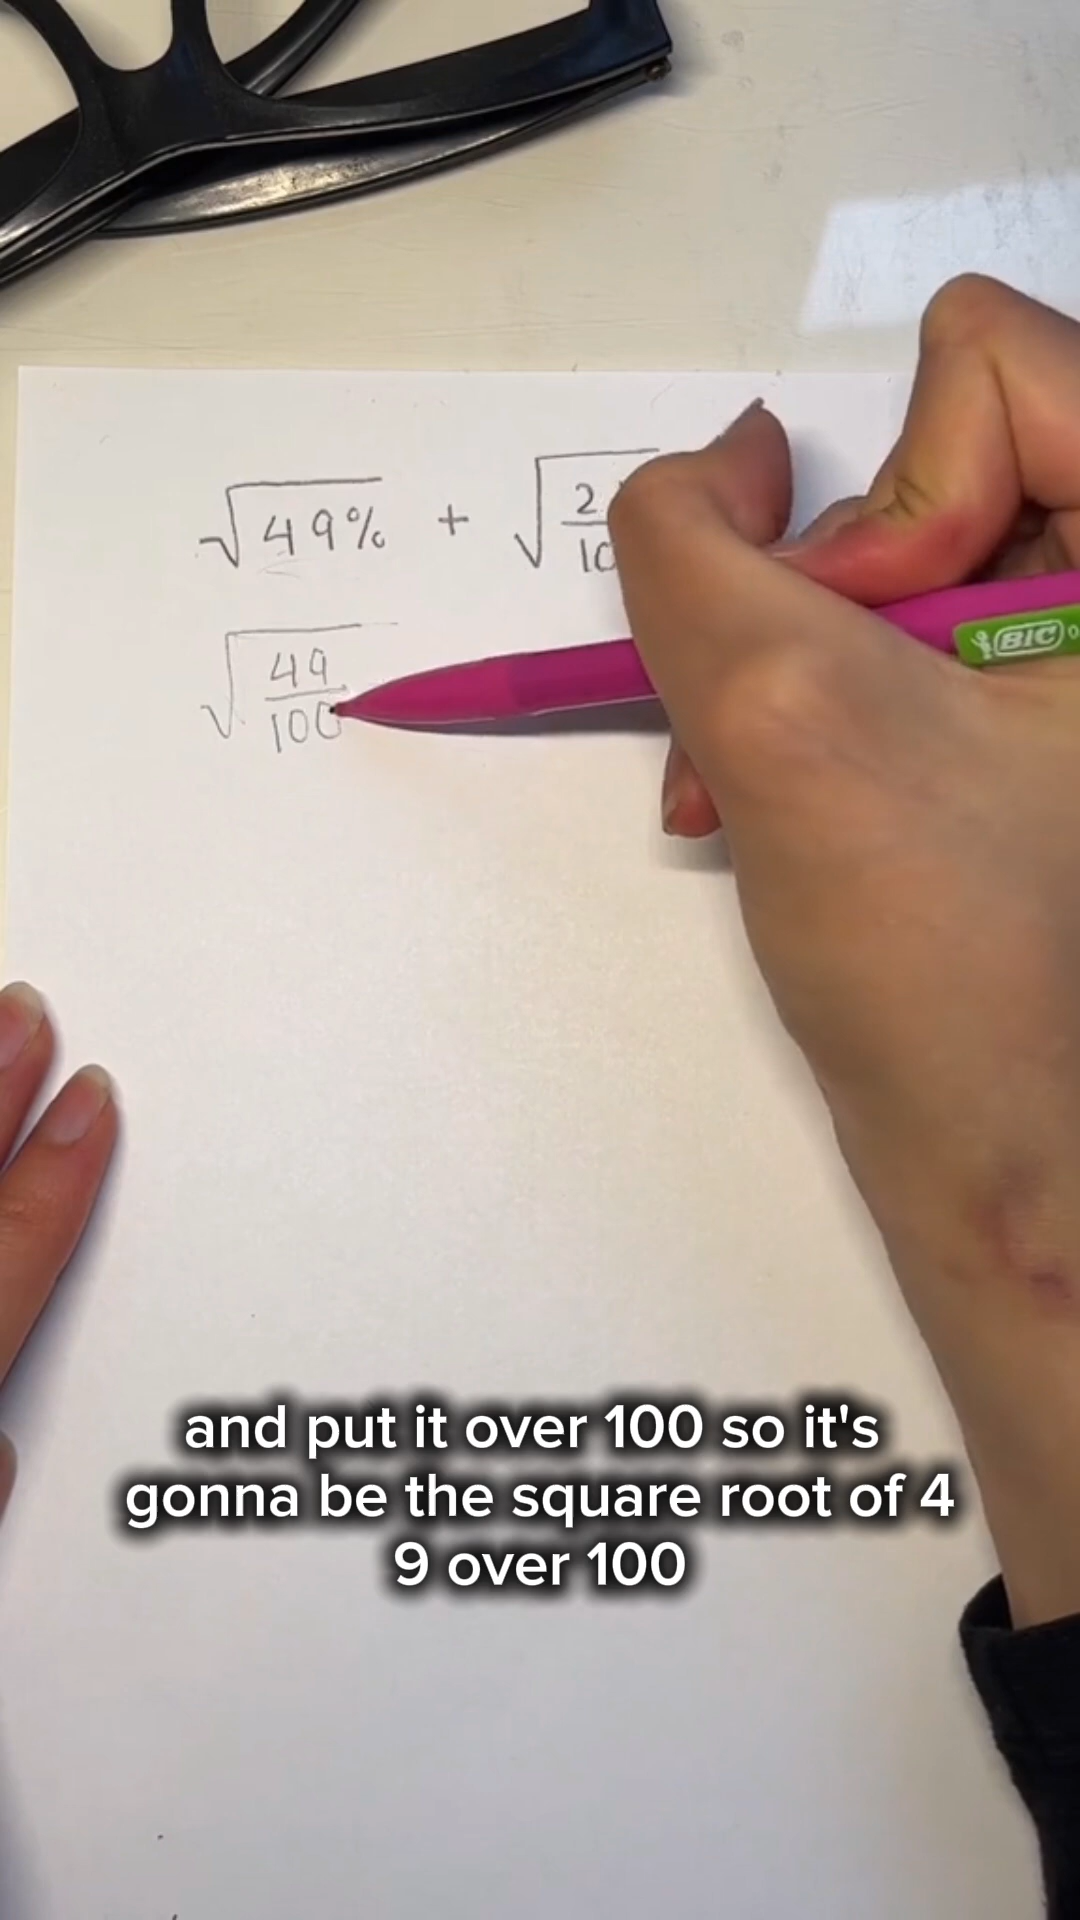 √49% + √2/10
√49/100
BIC
and put it over 100 so it's
gonna be the square root of 4
9 over 100